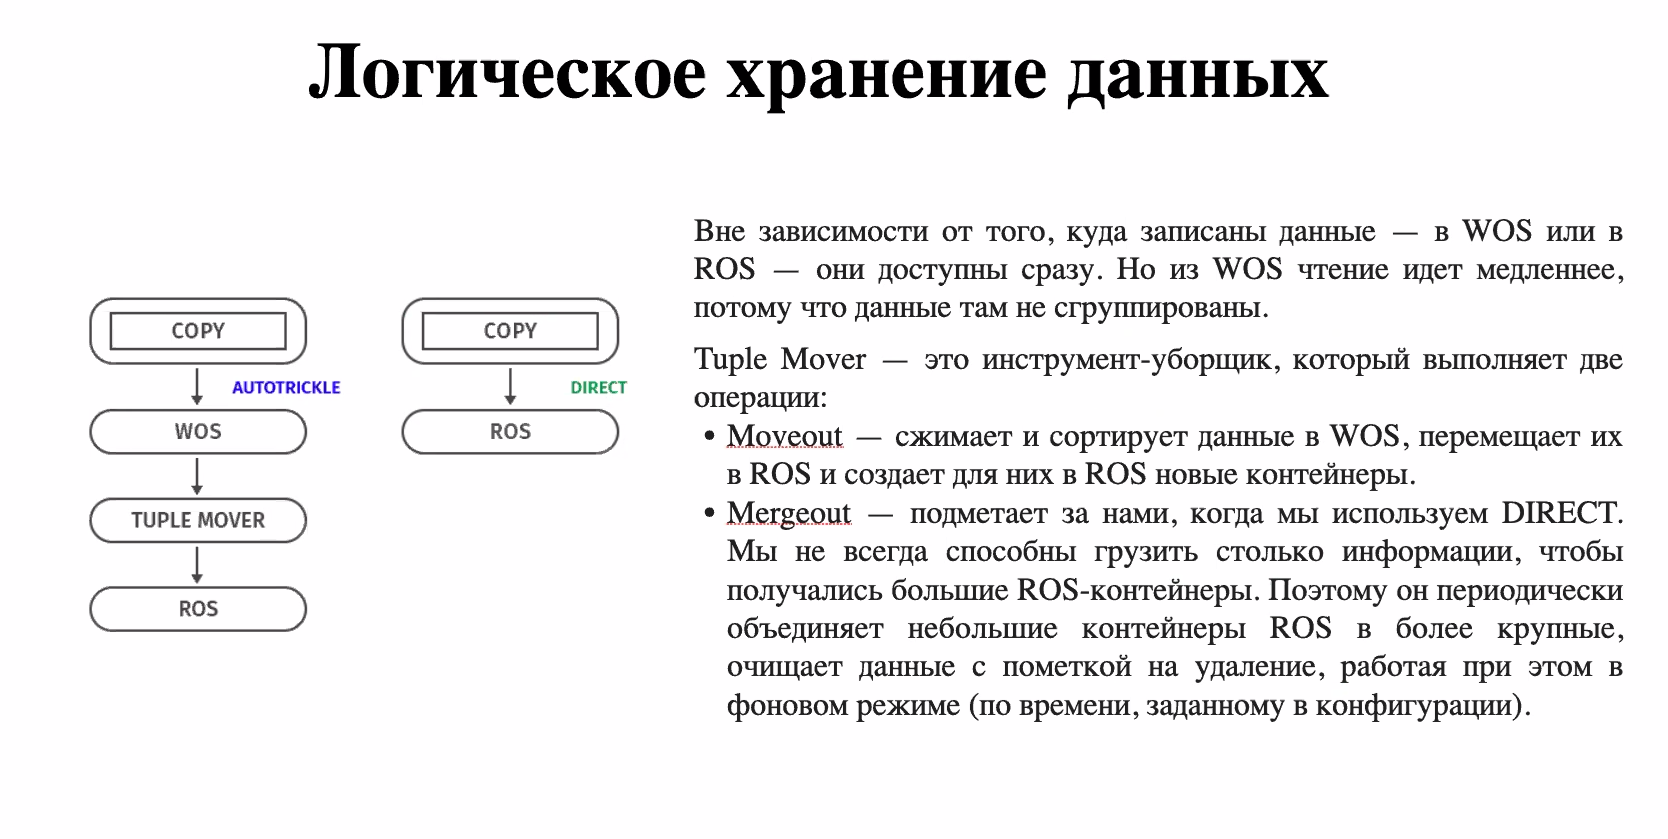 Логическое хранение данных
COPY
AUTOTRICKLE
WOS
TUPLE MOVER
ROS
COPY
DIRECT
ROS
Вне зависимости от того, куда записаны данные — в WOS или в
ROS — они доступны сразу. Но из WOS чтение идет медленнее,
потому что данные там не сгруппированы.
Tuple Mover — это инструмент-уборщик, который выполняет две
операции:
• Moveout — сжимает и сортирует данные в WOS, перемещает их
в ROS и создает для них в ROS новые контейнеры.
• Mergeout — подметает за нами, когда мы используем DIRECT.
Мы не всегда способны грузить столько информации, чтобы
получались большие ROS-контейнеры. Поэтому он периодически
объединяет небольшие контейнеры ROS в более крупные,
очищает данные с пометкой на удаление, работая при этом в
фоновом режиме (по времени, заданному в конфигурации).